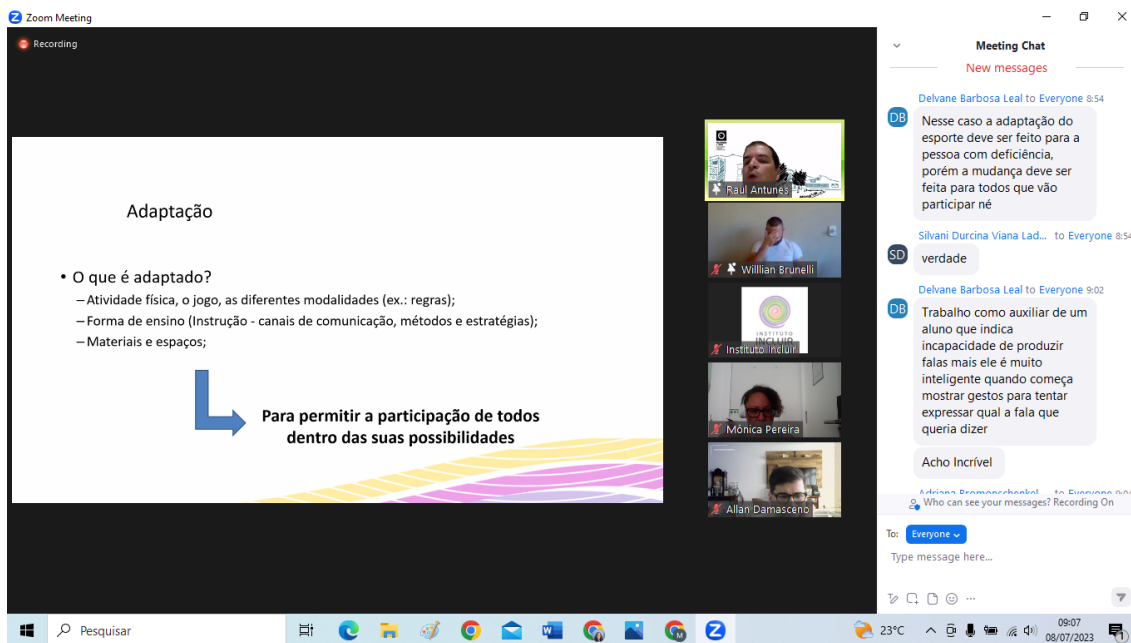 Zoom Meeting
Recording
Adaptação
• O que é adaptado?
– Atividade física, o jogo, as diferentes modalidades (ex.: regras);
– Forma de ensino (Instrução - canais de comunicação, métodos e estratégias);
– Materiais e espaços;
Para permitir a participação de todos
dentro das suas possibilidades
Raul Antunes
Willian Brunelli
INSTITUTO
INCLUIR
Instituto Incluir
Mônica Pereira
Allan Damasceno
Meeting Chat
New messages
Delvane Barbosa Leal to Everyone 8:54
DB
Nesse caso a adaptação do
esporte deve ser feito para a
pessoa com deficiência,
porém a mudança deve ser
feita para todos que vão
participar né
Silvani Durcina Viana Lad... to Everyone 8:54
SD
verdade
Delvane Barbosa Leal to Everyone 9:02
DB
Trabalho como auxiliar de um
aluno que indica
incapacidade de produzir
falas mais ele é muito
inteligente quando começa
mostrar gestos para tentar
expressar qual a fala que
queria dizer
Acho Incrível
Who can see your messages? Recording On
To: Everyone
Type message here...
Pesquisar
23°C
09:07
08/07/2023
1